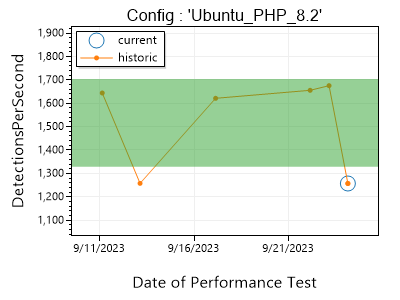 Config : 'Ubuntu_PHP_8.2'
current
historic
DetectionsPerSecond
1,900
1,800
1,700
1,600
1,500
1,400
1,300
1,200
1,100
9/11/2023
9/16/2023
9/21/2023
Date of Performance Test